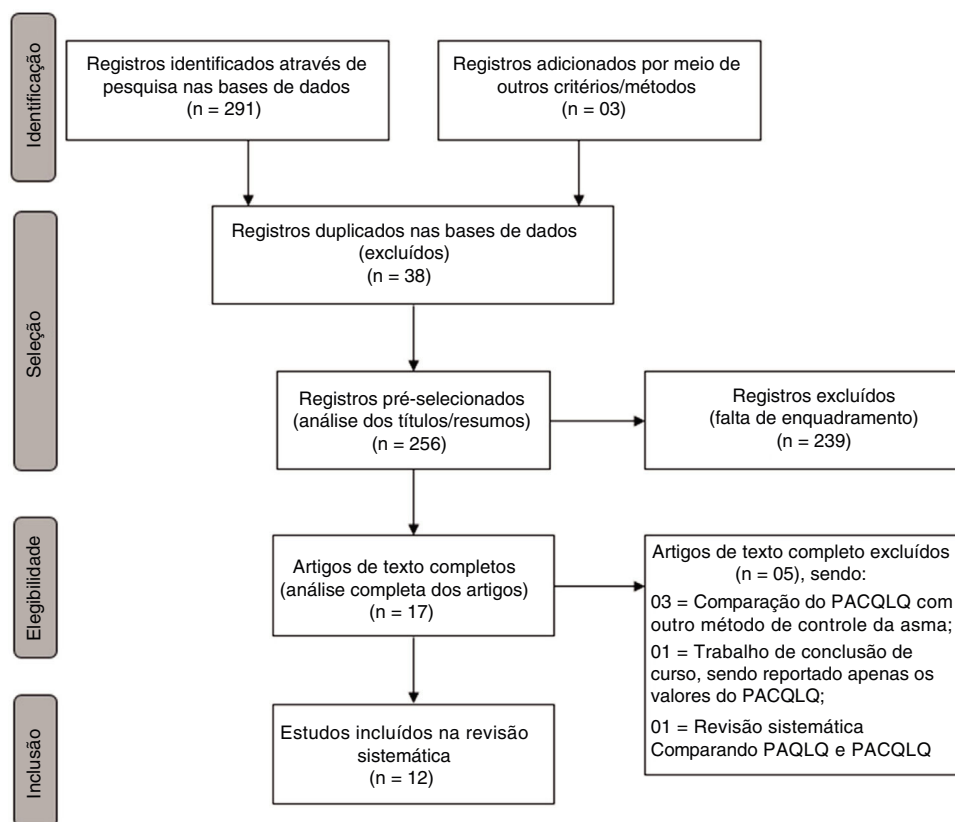 Identificação
Registros identificados através de
pesquisa nas bases de dados
(n = 291)
Registros adicionados por meio de
outros critérios/métodos
(n = 03)
Seleção
Registros duplicados nas bases de dados
(excluídos)
(n = 38)
Registros pré-selecionados
(análise dos títulos/resumos)
(n = 256)
Registros excluídos
(falta de enquadramento)
(n = 239)
Elegibilidade
Artigos de texto completos
(análise completa dos artigos)
n = 17)
Artigos de texto completo excluídos
(n = 05), sendo:
03 = Comparação do PACQLQ com
outro método de controle da asma;
01 = Trabalho de conclusão de
curso, sendo reportado apenas os
valores do PACQLQ;
01 = Revisão sistemática
Comparando PAQLQ e PACQLQ
Inclusão
Estudos incluídos na revisão
sistemática
(n = 12)